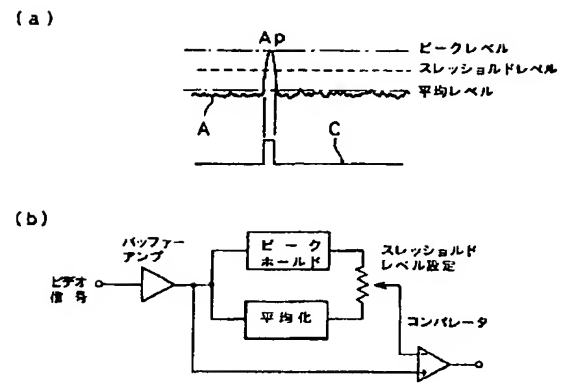 (a)
Ap
ピークレベル
スレッショルドレベル
平均レベル
A
C
(b)
バッファー
アンプ
ビデオ
信号
ピーク
ホールド
平均化
スレッショルド
レベル設定
コンパレータ